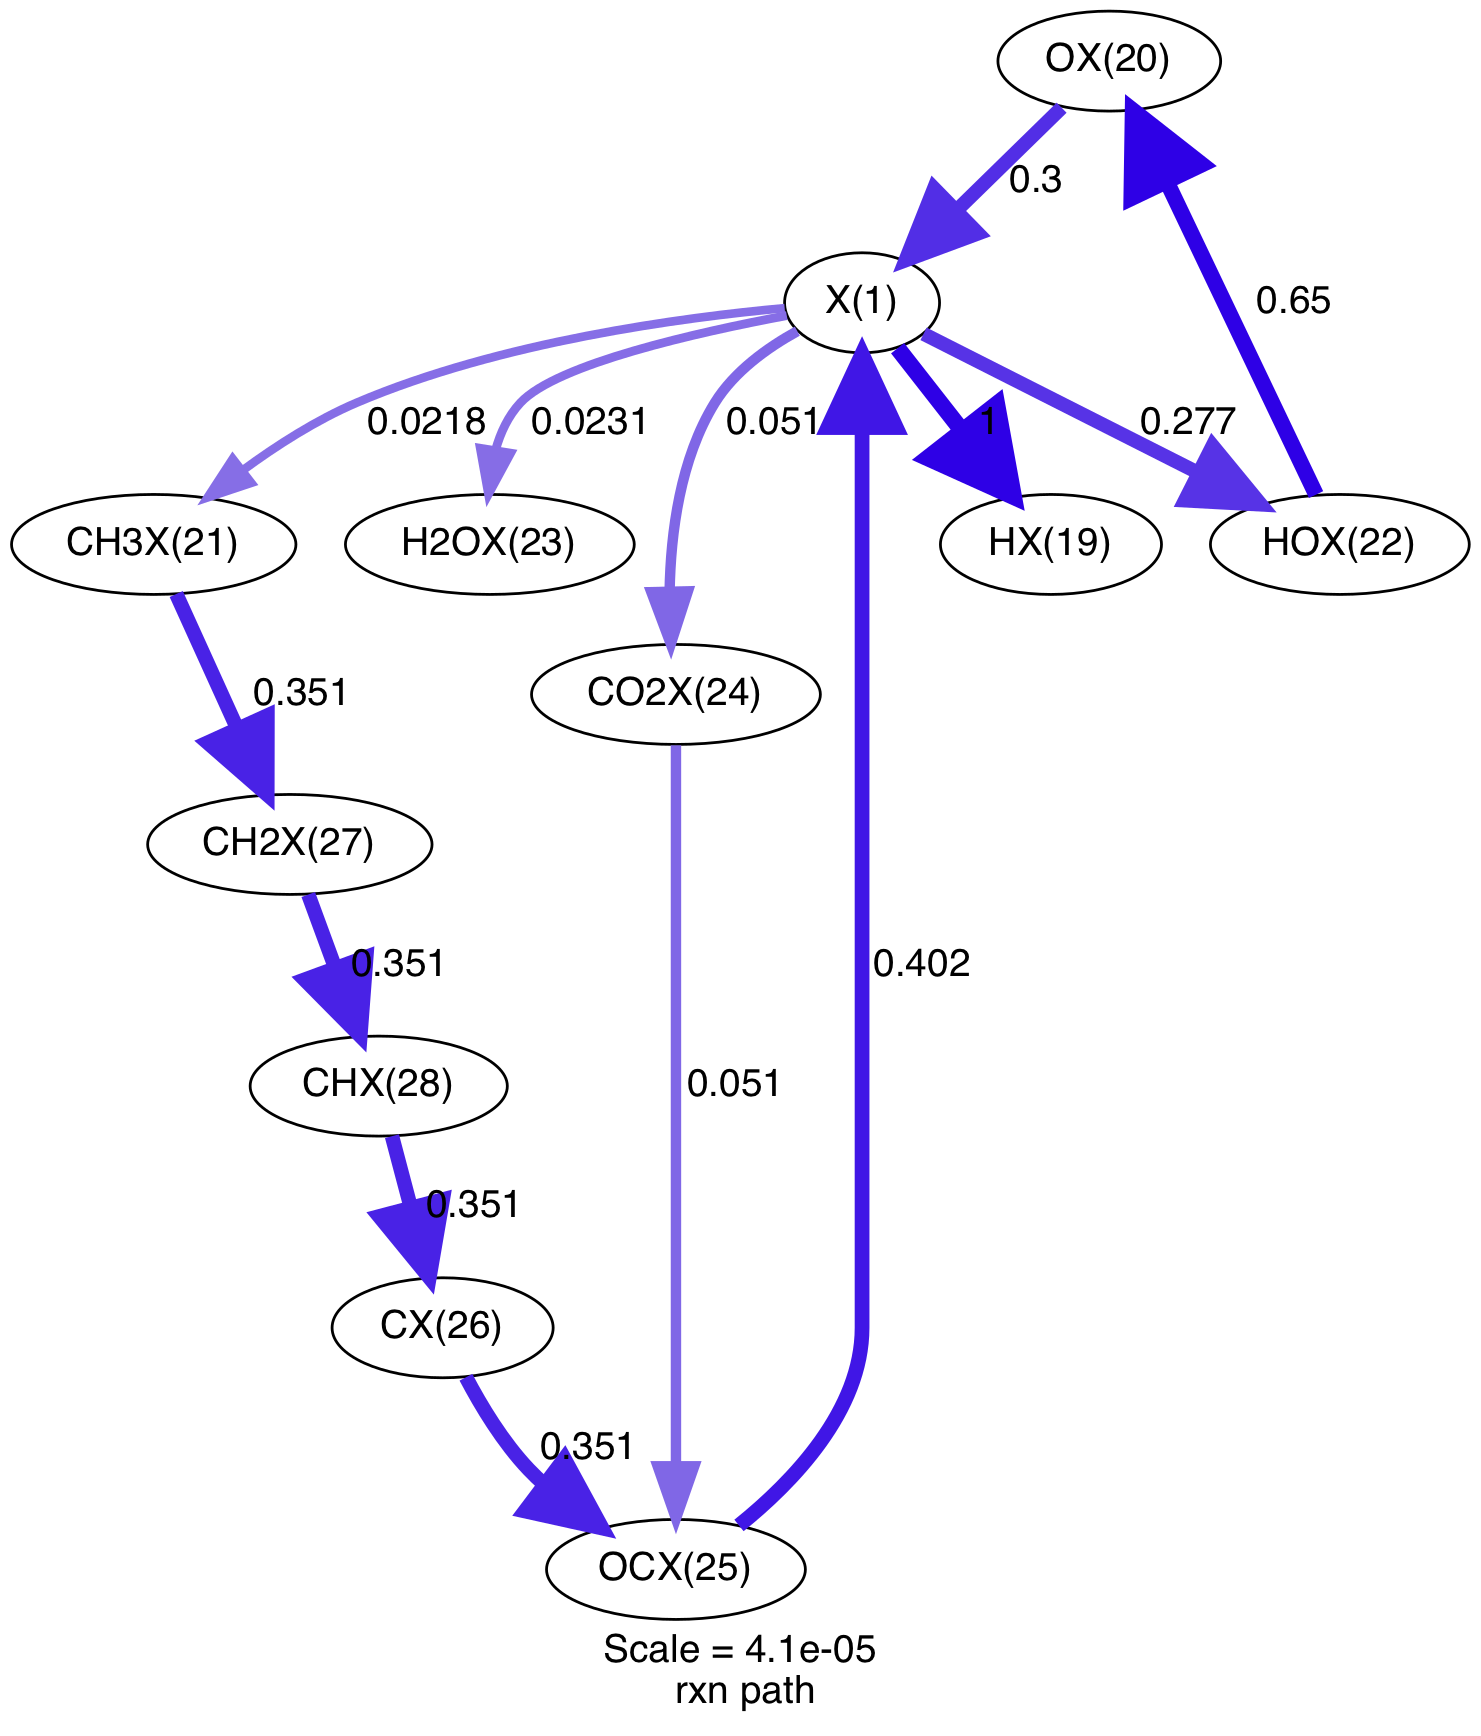 OX(20)
0.3
X(1)
0.65
0.0218
0.0231
0.051
1
0.277
CH3X(21)
H2OX(23)
HX(19)
HOX(22)
0.351
CO2X(24)
CH2X(27)
0.351
0.402
CHX(28)
0.051
0.351
CX(26)
0.351
OCX(25)
Scale = 4.1e-05
rxn path